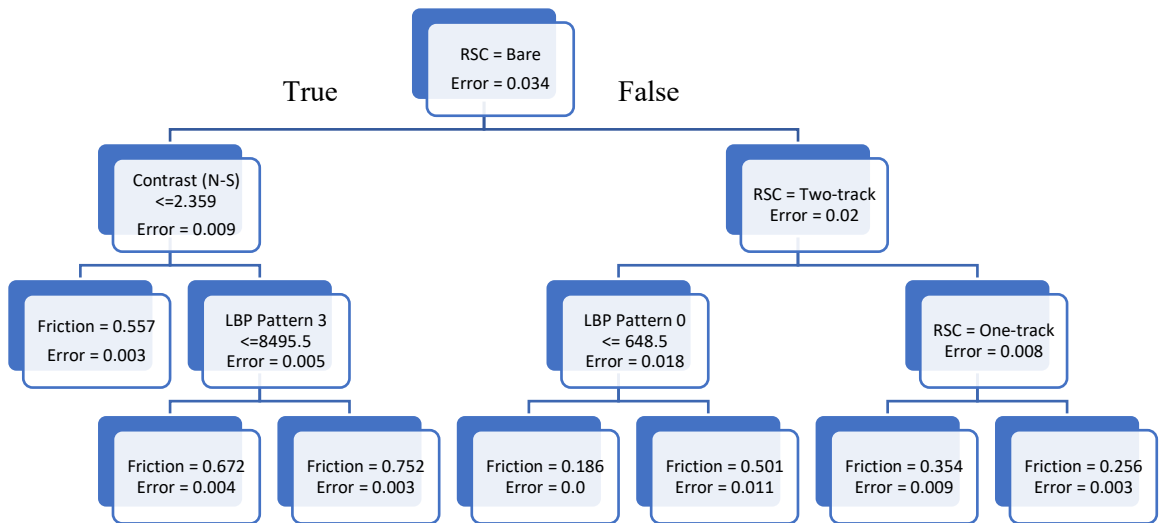 RSC = Bare
Error = 0.034
True
False
Contrast (N-S)
<=2.359
Error = 0.009
RSC = Two-track
Error = 0.02
Friction = 0.557
Error = 0.003
LBP Pattern 3
<=8495.5
Error = 0.005
LBP Pattern 0
<= 648.5
Error = 0.018
RSC = One-track
Error = 0.008
Friction = 0.672
Error = 0.004
Friction = 0.752
Error = 0.003
Friction = 0.186
Error = 0.0
Friction = 0.501
Error = 0.011
Friction = 0.354
Error = 0.009
Friction = 0.256
Error = 0.003